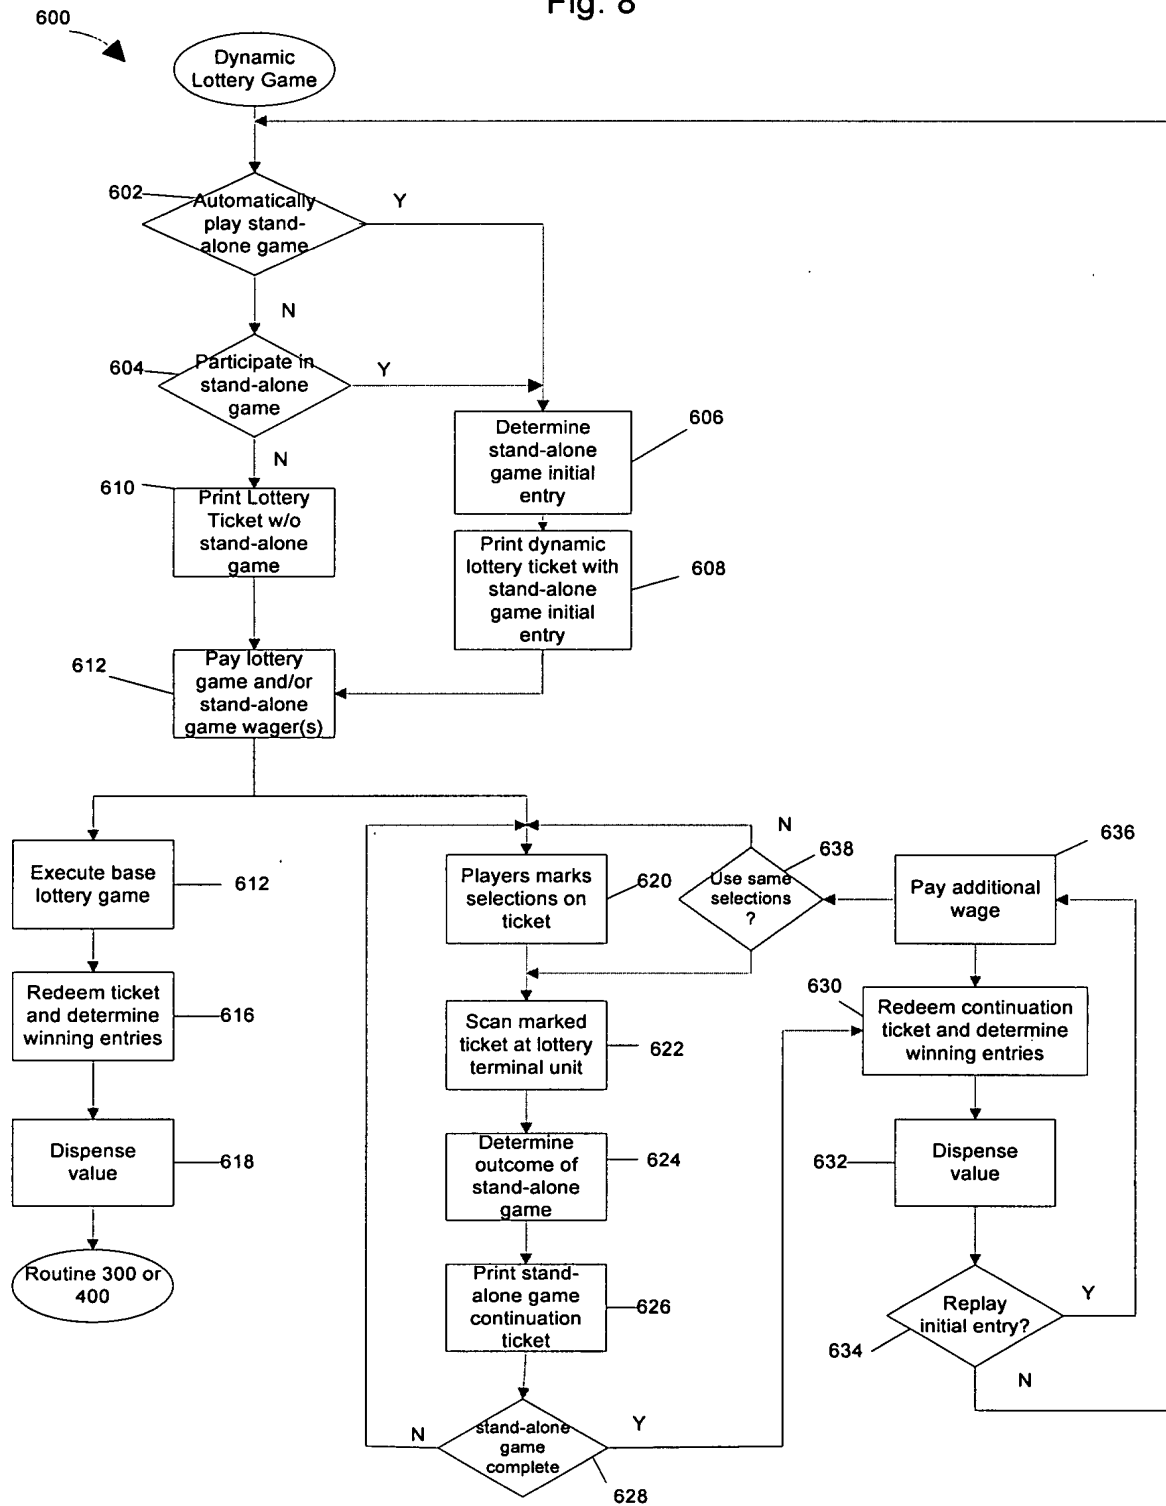 Fig. 8
600
Dynamic
Lottery Game
602
Automatically
play stand-
alone game
Y
N
604
Participate in
stand-alone
game
Y
N
606
Determine
stand-alone
game initial
entry
610
Print Lottery
Ticket w/o
stand-alone
game
608
Print dynamic
lottery ticket with
stand-alone
game initial
entry
612
Pay lottery
game and/or
stand-alone
game wager(s)
Execute base
lottery game
612
Redeem ticket
and determine
winning entries
616
Dispense
value
618
Routine 300 or
400
Players marks
selections on
ticket
620
N
638
Use same
selections
?
636
Pay additional
wage
Scan marked
ticket at lottery
terminal unit
622
630
Redeem continuation
ticket and determine
winning entries
Determine
outcome of
stand-alone
game
624
632
Dispense
value
Print stand-
alone game
continuation
ticket
626
Replay
initial entry?
634
Y
N
stand-alone
game
complete
N
Y
628